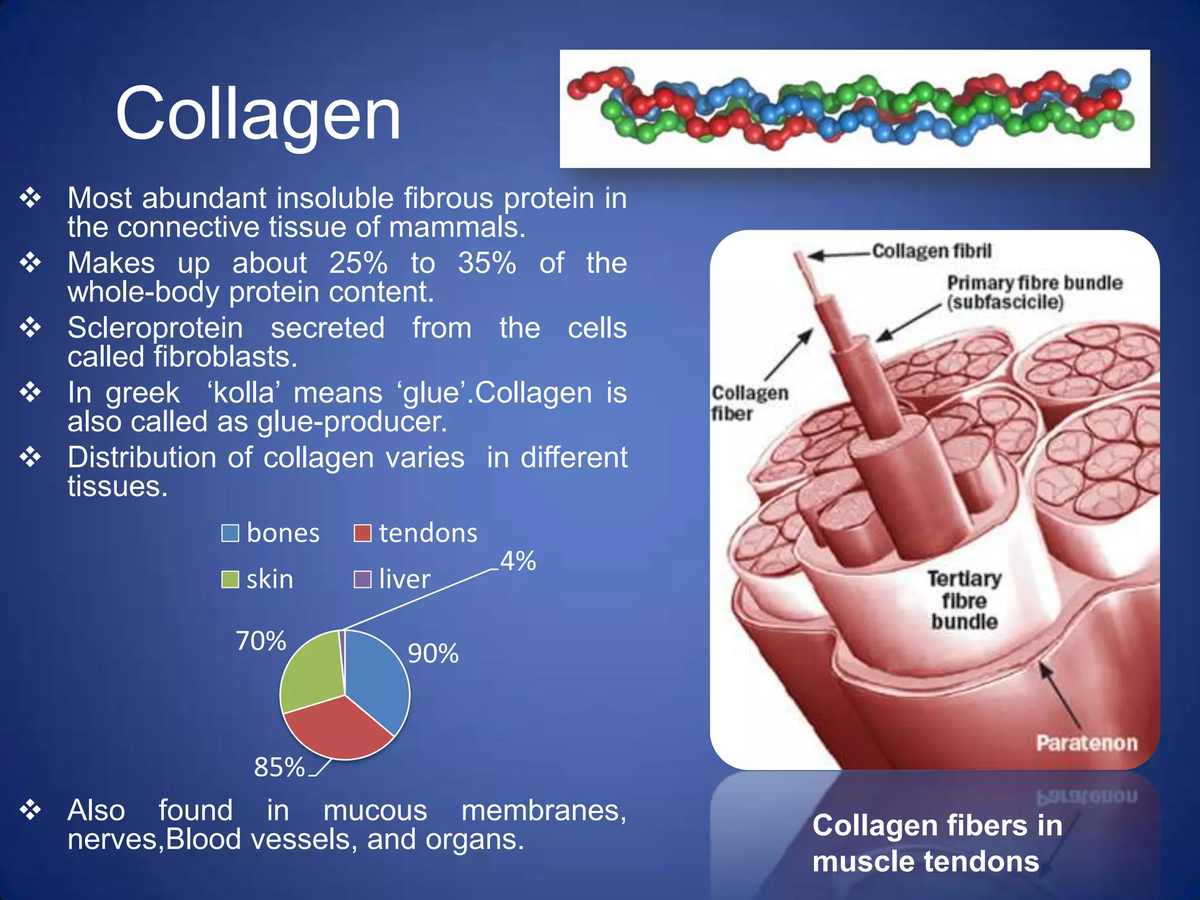 Collagen
❖ Most abundant insoluble fibrous protein in
the connective tissue of mammals.
❖ Makes up about 25% to 35% of the
whole-body protein content.
❖ Scleroprotein secreted from the cells
called fibroblasts.
❖ In greek ‘kolla’ means ‘glue’.Collagen is
also called as glue-producer.
❖ Distribution of collagen varies in different
tissues.
bones tendons
skin liver
4%
70%
90%
85%
❖ Also found in mucous membranes,
nerves,Blood vessels, and organs.
Collagen fibril
Primary fibre bundle
(subfascicile)
Collagen
fiber
Tertiary
fibre
bundle
Paratenon
Collagen fibers in
muscle tendons